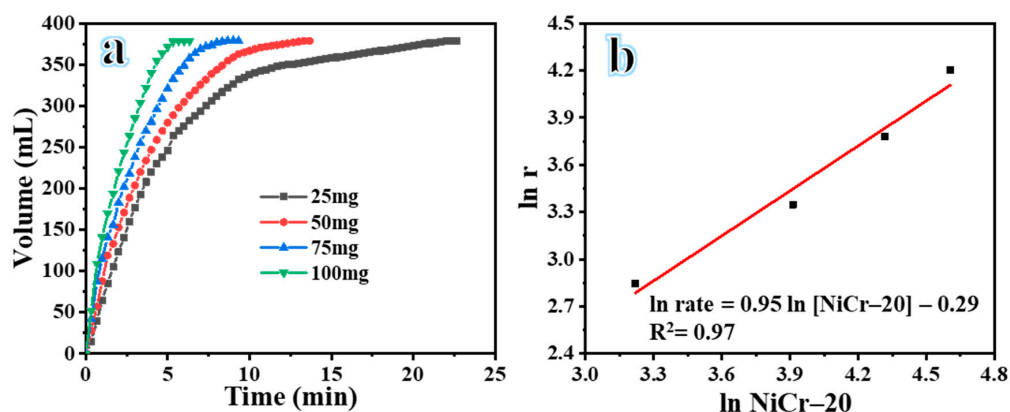 a
Volume (mL)
400
350
300
250
200
150
100
50
0
25mg
50mg
75mg
100mg
0 5 10 15 20 25
Time (min)
b
ln r
4.5
4.2
3.9
3.6
3.3
3.0
2.7
2.4
ln rate = 0.95 ln [NiCr–20] – 0.29
R²= 0.97
3.0 3.3 3.6 3.9 4.2 4.5 4.8
ln NiCr–20